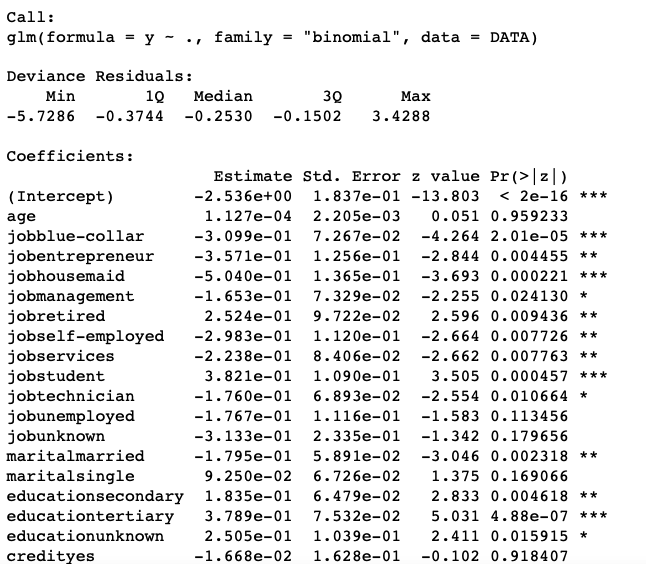 Call:
glm(formula = y ~ ., family = "binomial", data = DATA)
Deviance Residuals:
Min 1Q Median 3Q Max
-5.7286 -0.3744 -0.2530 -0.1502 3.4288
Coefficients:
Estimate Std. Error z value Pr(>|z|)
(Intercept) -2.536e+00 1.837e-01 -13.803 < 2e-16 ***
age 1.127e-04 2.205e-03 0.051 0.959233
jobblue-collar -3.099e-01 7.267e-02 -4.264 2.01e-05 ***
jobentrepreneur -3.571e-01 1.256e-01 -2.844 0.004455 **
jobhousemaid -5.040e-01 1.365e-01 -3.693 0.000221 ***
jobmanagement -1.653e-01 7.329e-02 -2.255 0.024130 *
jobretired 2.524e-01 9.722e-02 2.596 0.009436 **
jobself-employed -2.983e-01 1.120e-01 -2.664 0.007726 **
jobservices -2.238e-01 8.406e-02 -2.662 0.007763 **
jobstudent 3.821e-01 1.090e-01 3.505 0.000457 ***
jobtechnician -1.760e-01 6.893e-02 -2.554 0.010664 *
jobunemployed -1.767e-01 1.116e-01 -1.583 0.113456
jobunknown -3.133e-01 2.335e-01 -1.342 0.179656
maritalmarried -1.795e-01 5.891e-02 -3.046 0.002318 **
maritalsingle 9.250e-02 6.726e-02 1.375 0.169066
educationsecondary 1.835e-01 6.479e-02 2.833 0.004618 **
educationtertiary 3.789e-01 7.532e-02 5.031 4.88e-07 ***
educationunknown 2.505e-01 1.039e-01 2.411 0.015915 *
credityes -1.668e-02 1.628e-01 -0.102 0.918407